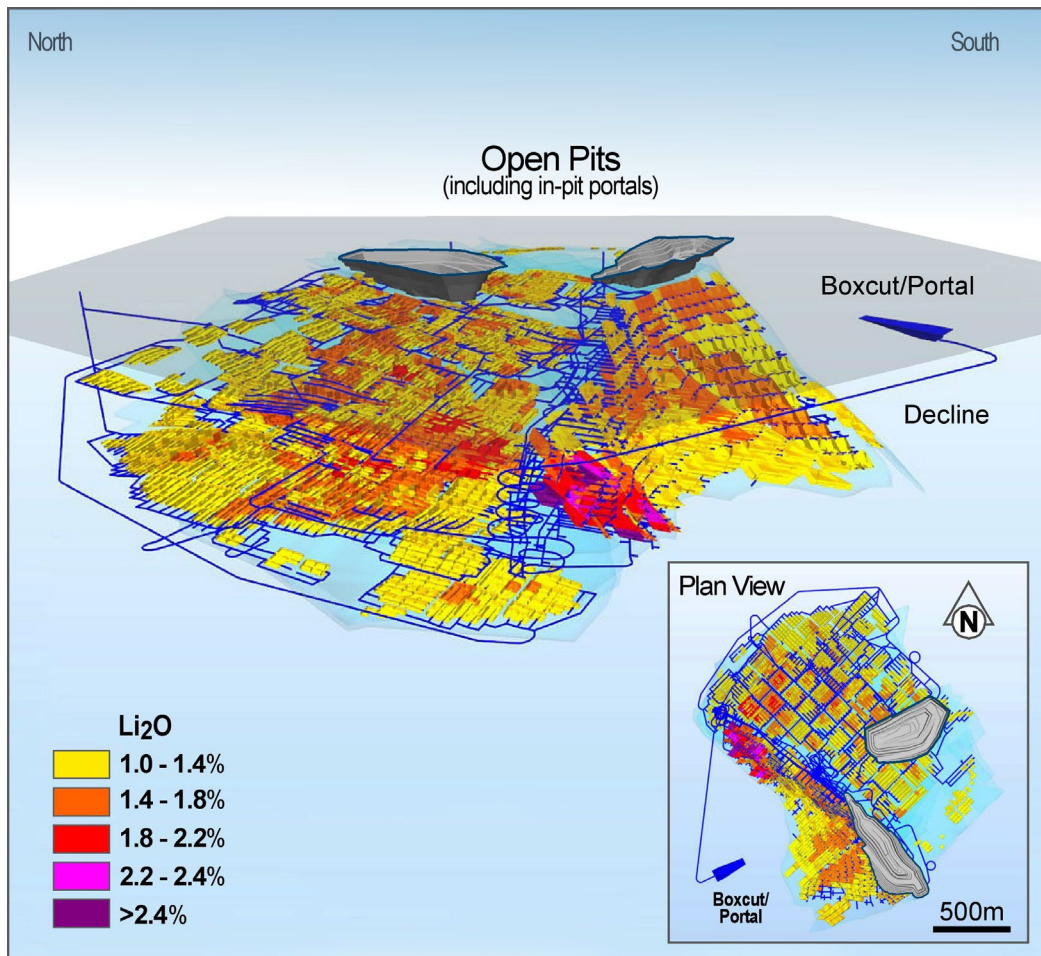 North
South
Open Pits
(including in-pit portals)
Boxcut/Portal
Decline
Plan View
N
Boxcut/
Portal
500m
Li₂O
1.0 - 1.4%
1.4 - 1.8%
1.8 - 2.2%
2.2 - 2.4%
>2.4%